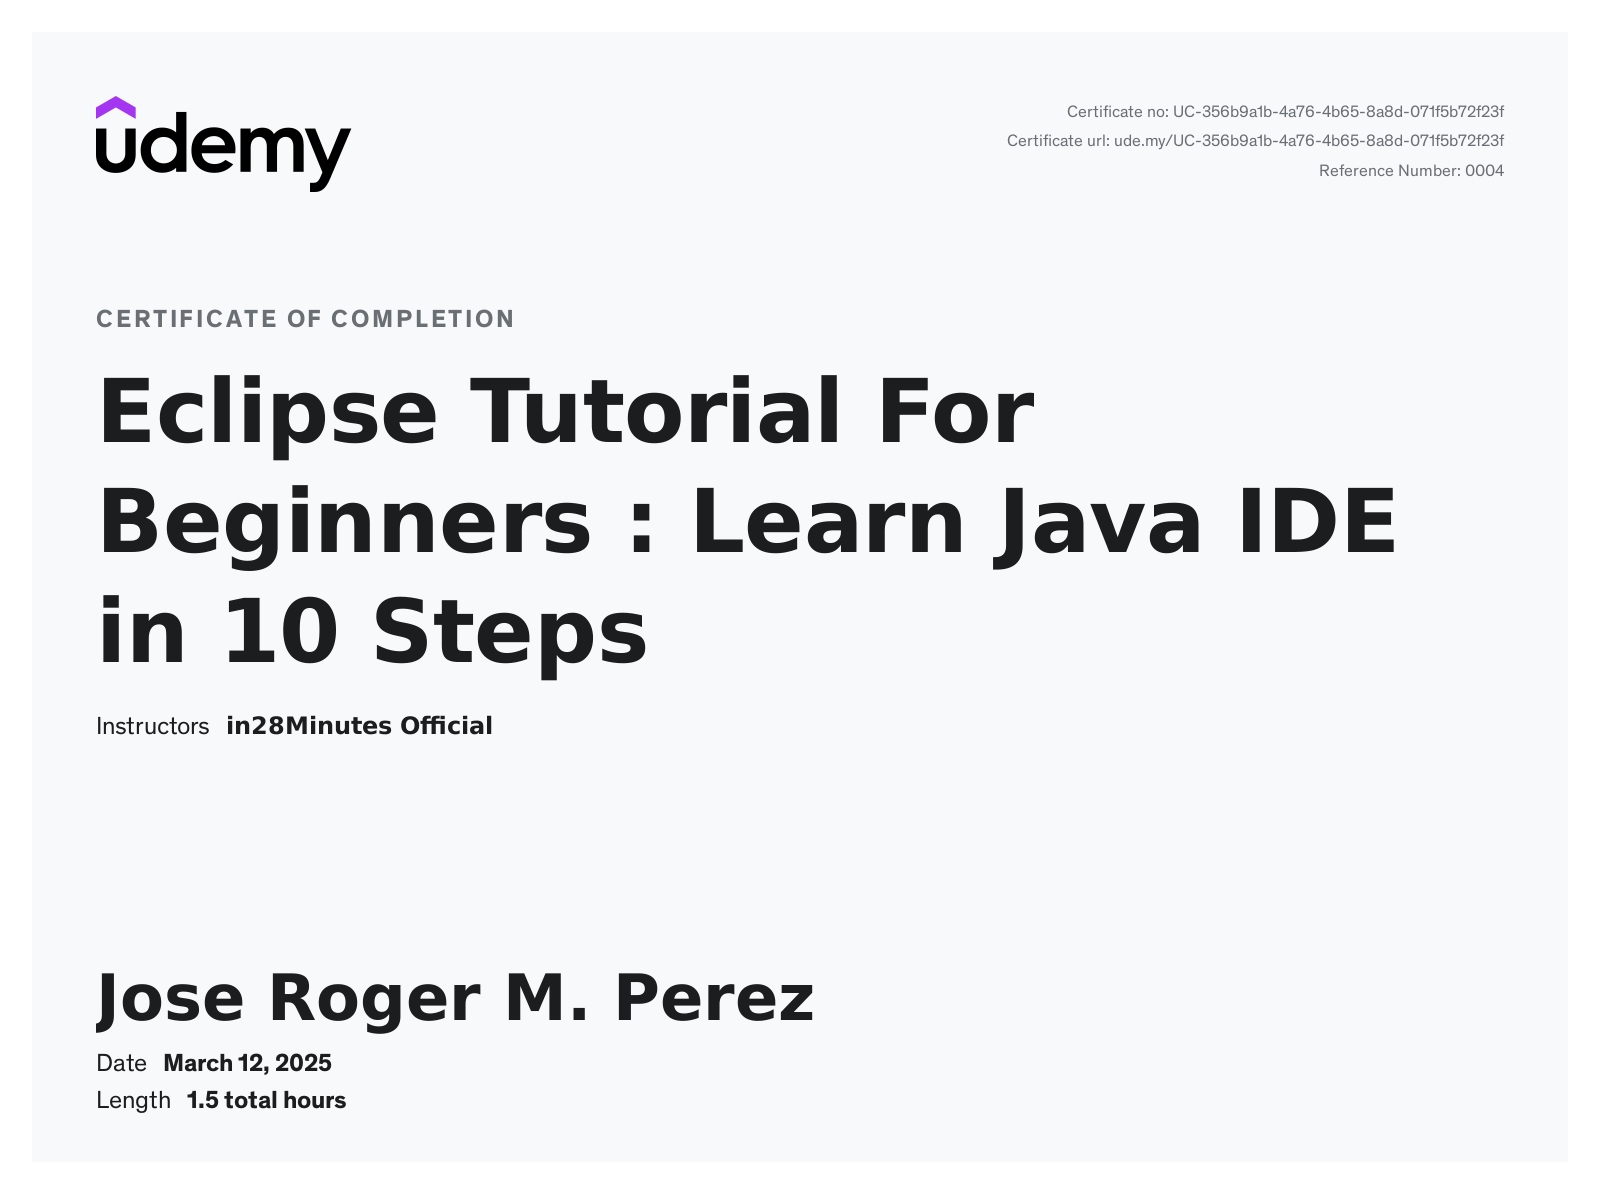 udemy
Certificate no: UC-356b9a1b-4a76-4b65-8a8d-071f5b72f23f
Certificate url: ude.my/UC-356b9a1b-4a76-4b65-8a8d-071f5b72f23f
Reference Number: 0004
CERTIFICATE OF COMPLETION
Eclipse Tutorial For
Beginners : Learn Java IDE
in 10 Steps
Instructors in28Minutes Official
Jose Roger M. Perez
Date March 12, 2025
Length 1.5 total hours